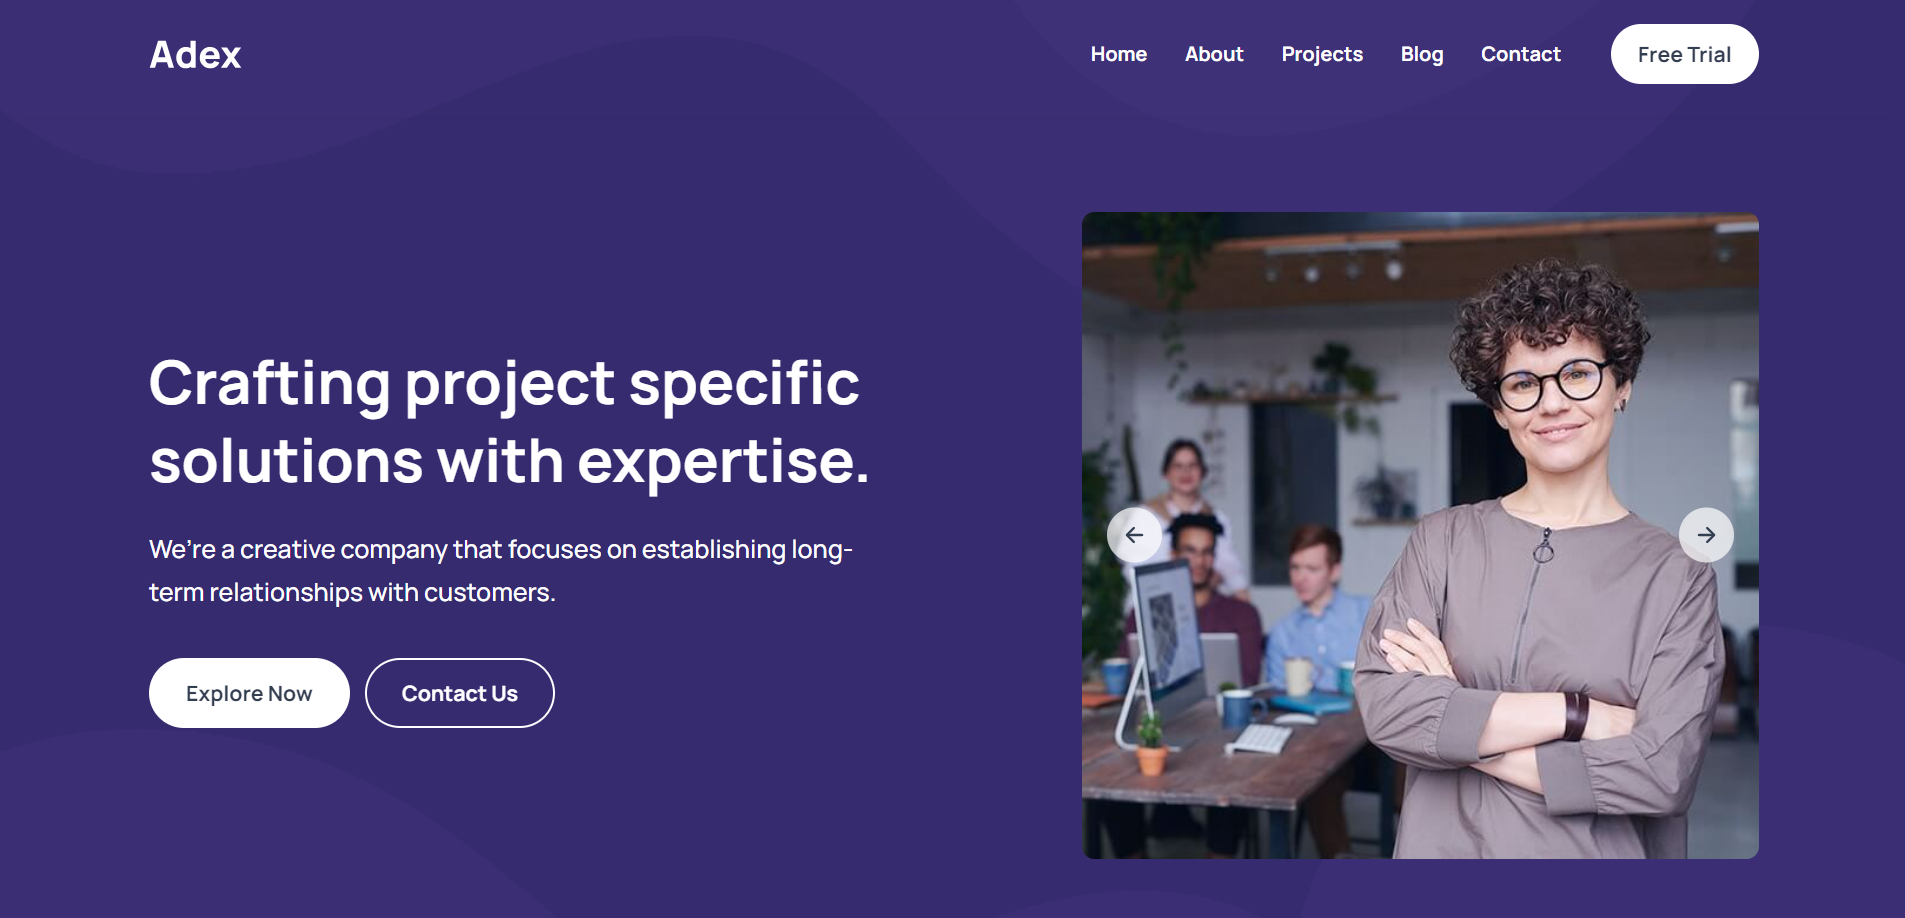 Adex
Home
About
Projects
Blog
Contact
Free Trial
Crafting project specific
solutions with expertise.
We’re a creative company that focuses on establishing long-
term relationships with customers.
Explore Now
Contact Us